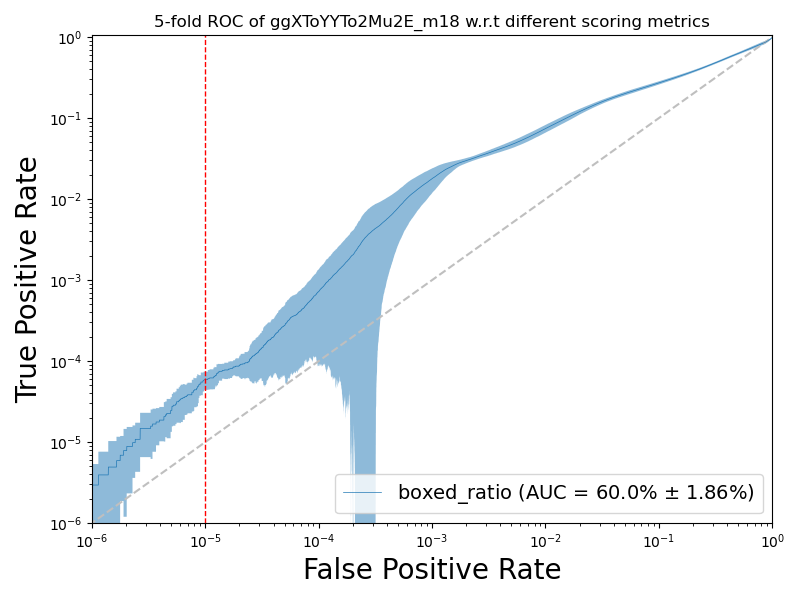 5-fold ROC of ggXToYYTo2Mu2E_m18 w.r.t different scoring metrics
True Positive Rate
10⁰
10⁻¹
10⁻²
10⁻³
10⁻⁴
10⁻⁵
10⁻⁶
boxed_ratio (AUC = 60.0% ± 1.86%)
10⁻⁶ 10⁻⁵ 10⁻⁴ 10⁻³ 10⁻² 10⁻¹ 10⁰
False Positive Rate